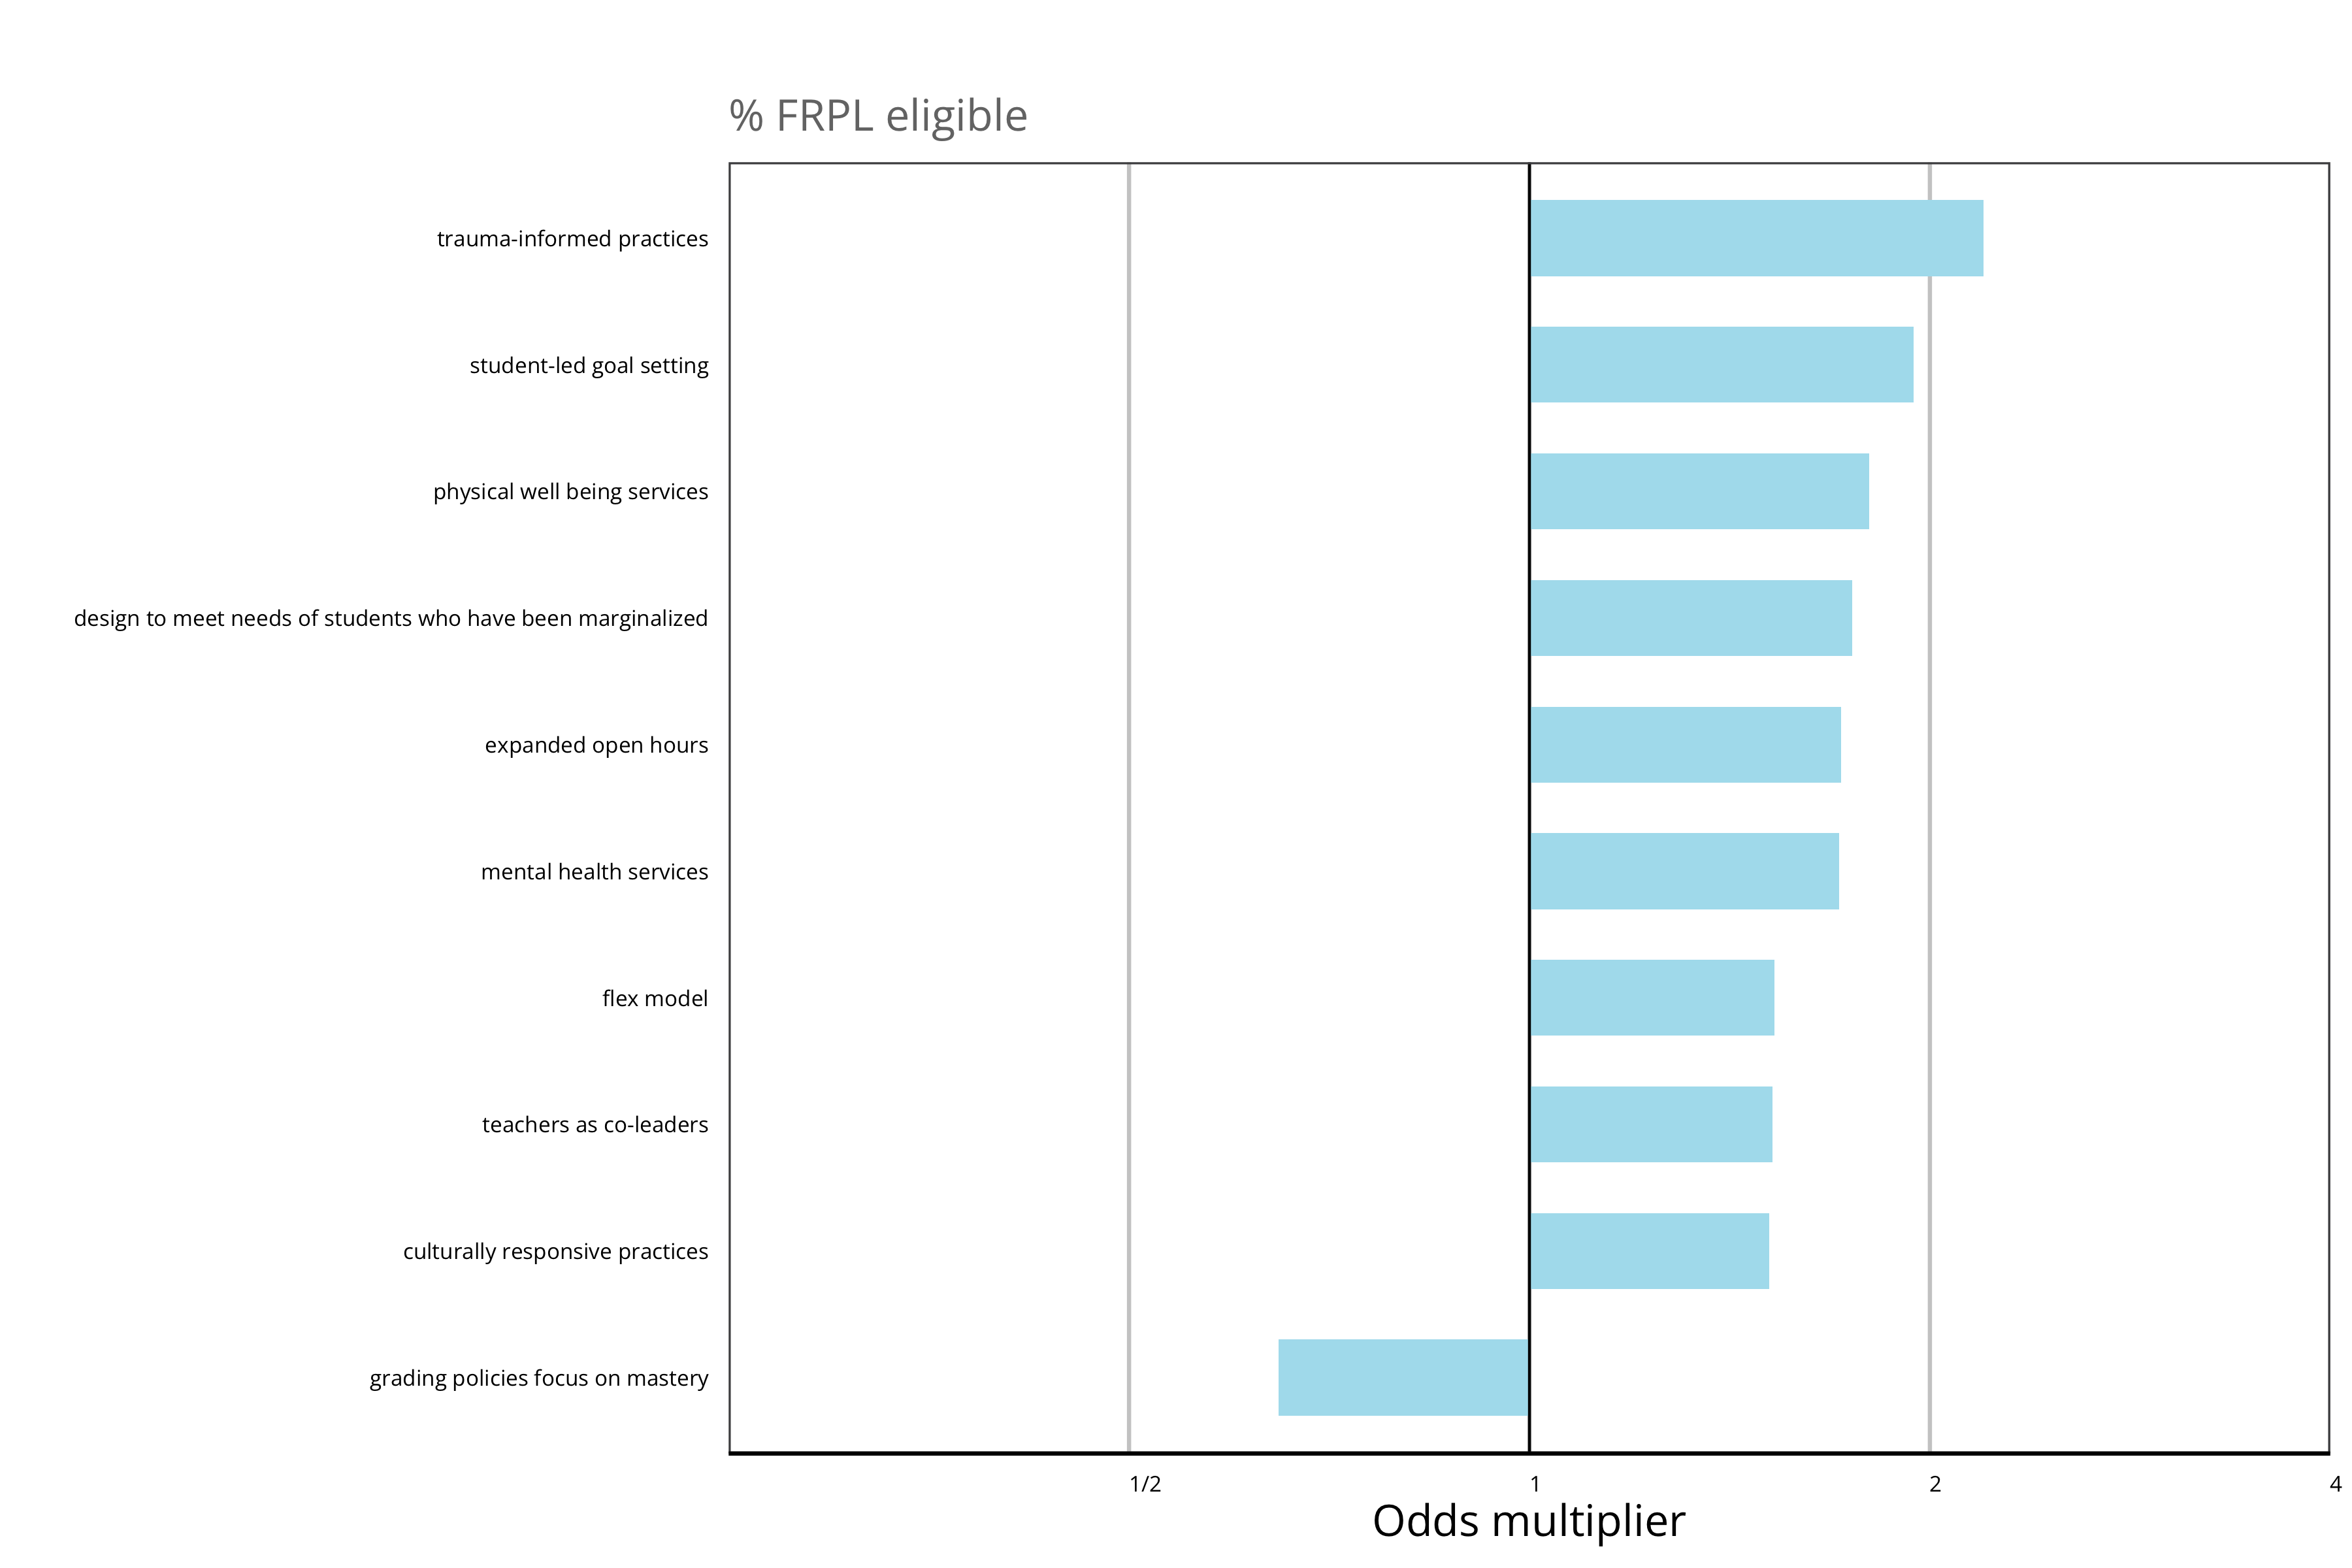 % FRPL eligible
trauma-informed practices
student-led goal setting
physical well being services
design to meet needs of students who have been marginalized
expanded open hours
mental health services
flex model
teachers as co-leaders
culturally responsive practices
grading policies focus on mastery
1/2 1 2 4
Odds multiplier